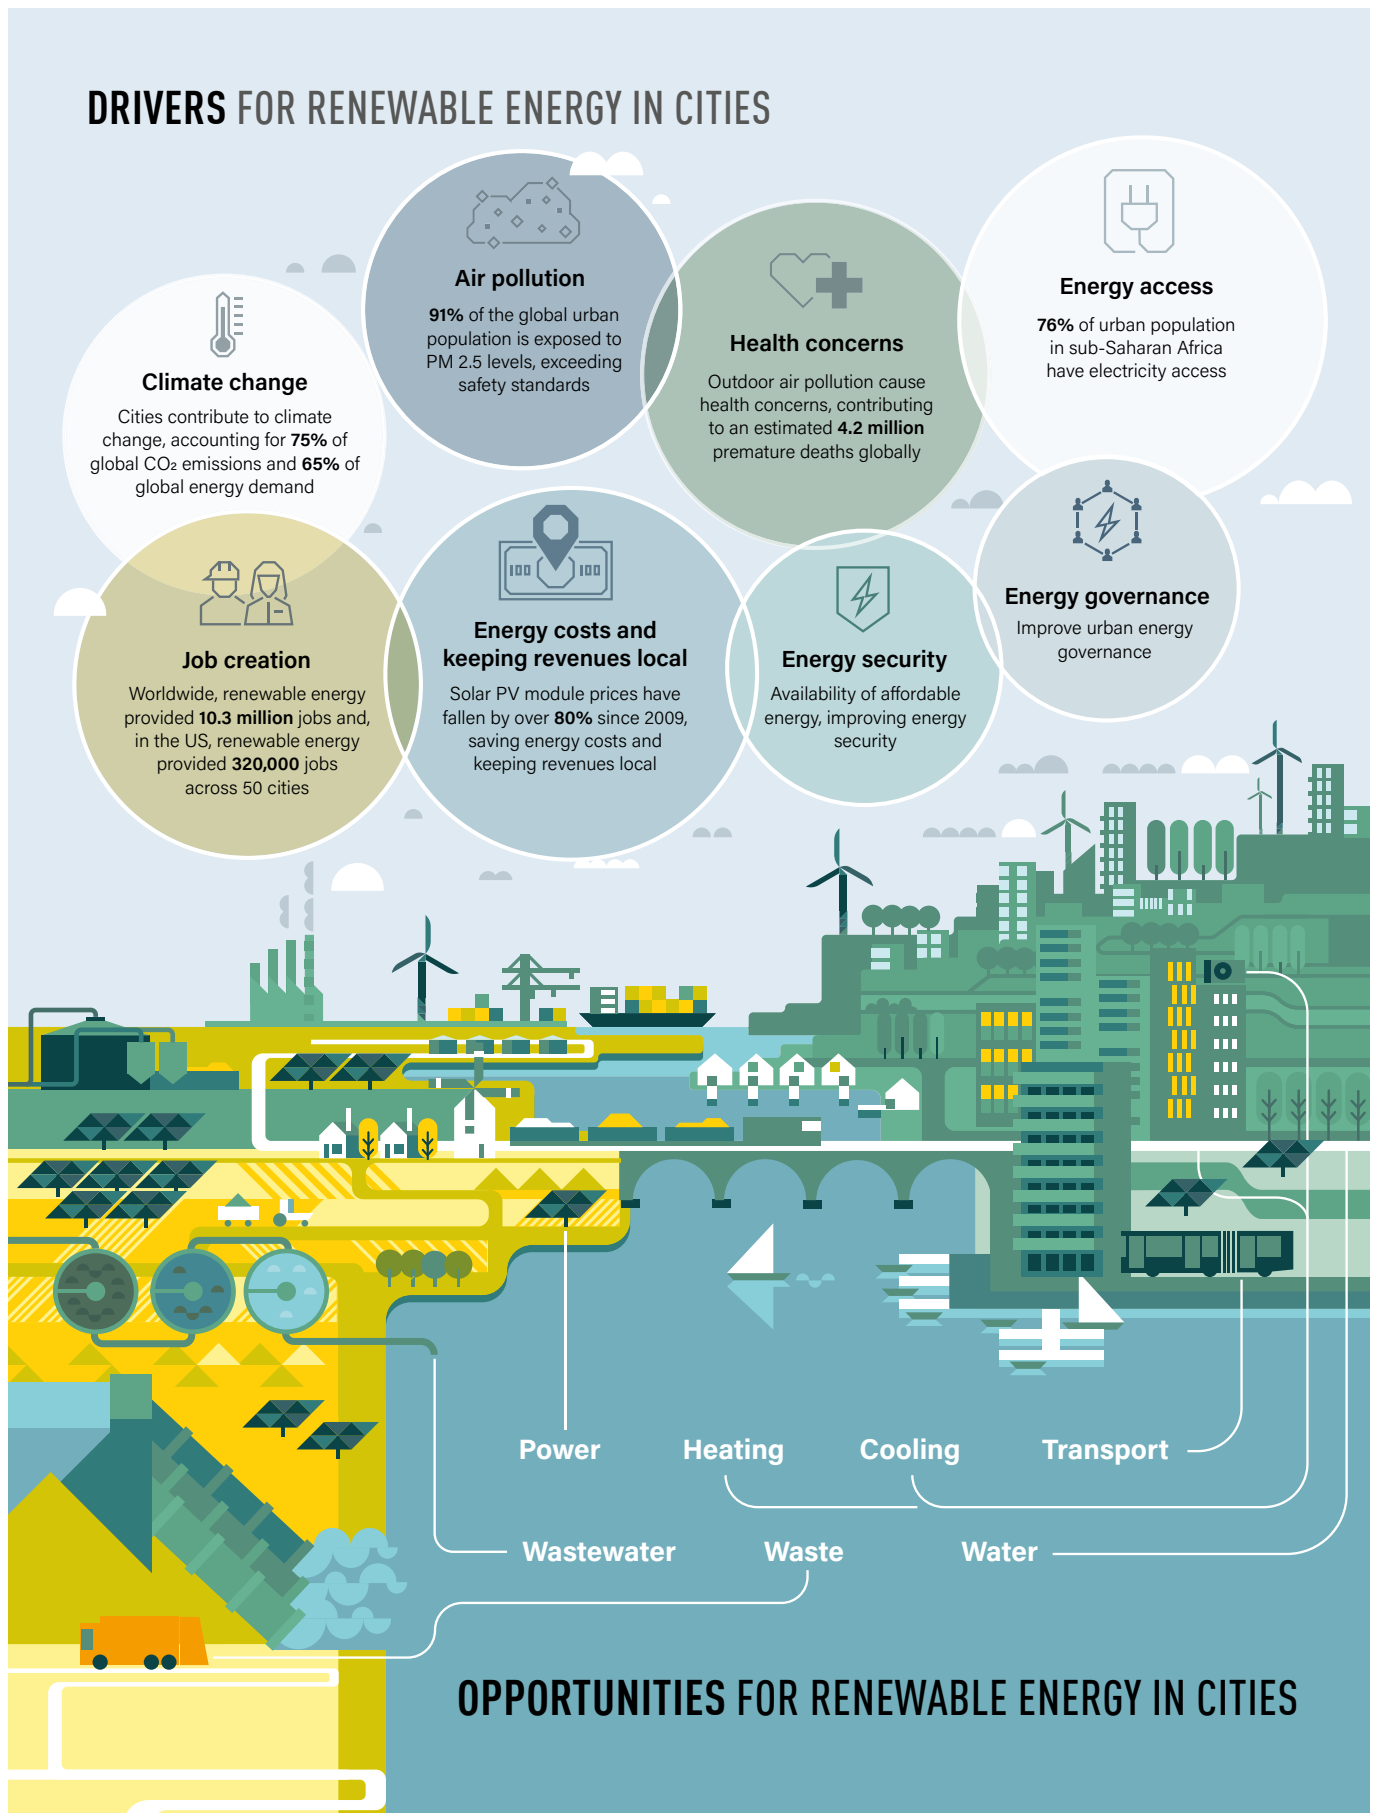 DRIVERS FOR RENEWABLE ENERGY IN CITIES
Air pollution
91% of the global urban
population is exposed to
PM 2.5 levels, exceeding
safety standards
Energy access
76% of urban population
in sub-Saharan Africa
have electricity access
Health concerns
Outdoor air pollution cause
health concerns, contributing
to an estimated 4.2 million
premature deaths globally
Climate change
Cities contribute to climate
change, accounting for 75% of
global CO₂ emissions and 65% of
global energy demand
Job creation
Worldwide, renewable energy
provided 10.3 million jobs and,
in the US, renewable energy
provided 320,000 jobs
across 50 cities
Energy costs and
keeping revenues local
Solar PV module prices have
fallen by over 80% since 2009,
saving energy costs and
keeping revenues local
Energy security
Availability of affordable
energy, improving energy
security
Energy governance
Improve urban energy
governance
Power
Heating
Cooling
Transport
Wastewater
Waste
Water
OPPORTUNITIES FOR RENEWABLE ENERGY IN CITIES